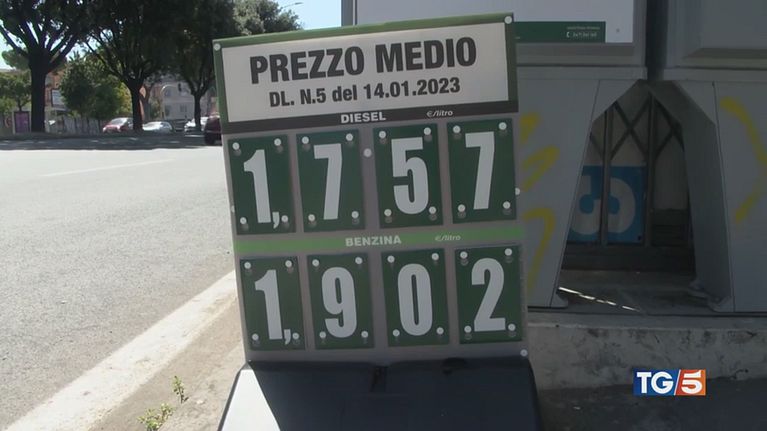 PREZZO MEDIO
DL. N.5 del 14.01.2023
DIESEL €/litro
1,757
BENZINA €/litro
1,902
TG5